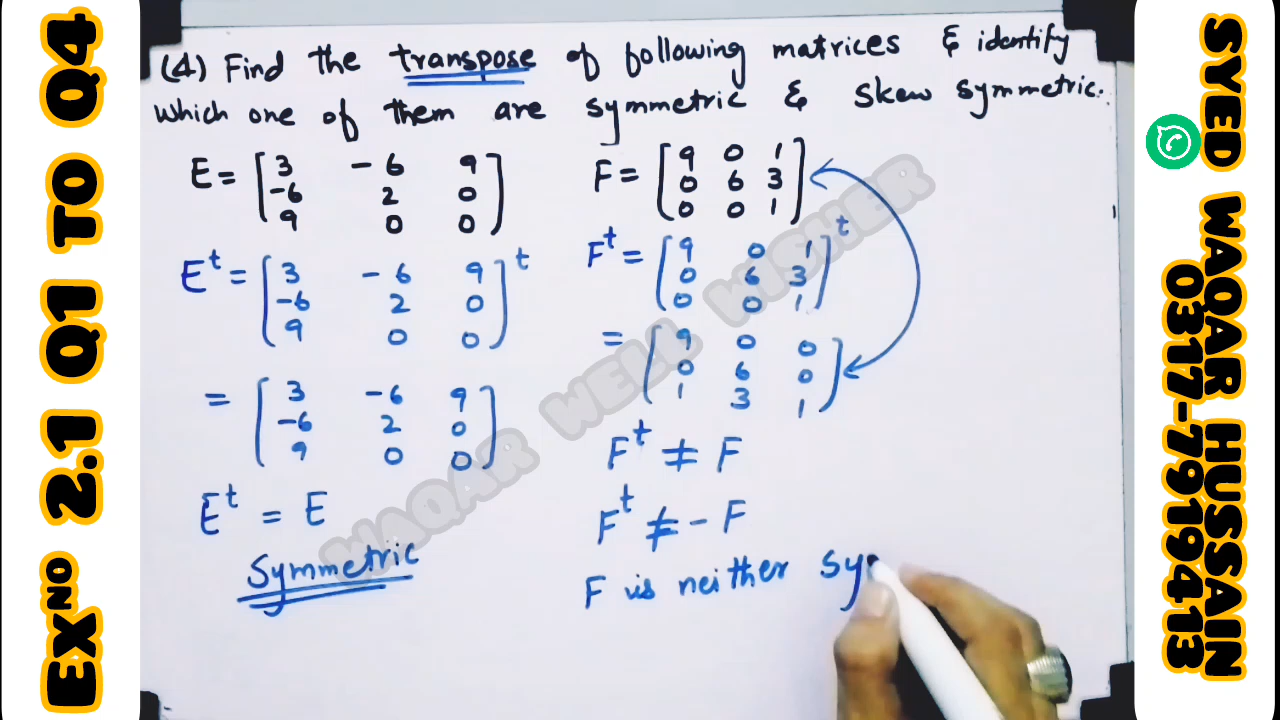 EX NO 2.1 Q1 TO Q4
(4) Find the transpose of following matrices & identify
which one of them are symmetric & skew symmetric.
E = [3 -6 9
-6 2 0
9 0 0]
E^t = [3 -6 9
-6 2 0
9 0 0]^t
= [3 -6 9
-6 2 0
9 0 0]
E^t = E
Symmetric
F = [9 0 1
0 6 3
0 0 1]
F^t = [9 0 1
0 6 3
0 0 1]^t
= [9 0 0
0 6 0
1 3 1]
F^t ≠ F
F^t ≠ - F
F is neither sy
WAQAR WELL WISHER
SYED WAQAR HUSSAIN
0317-7919413